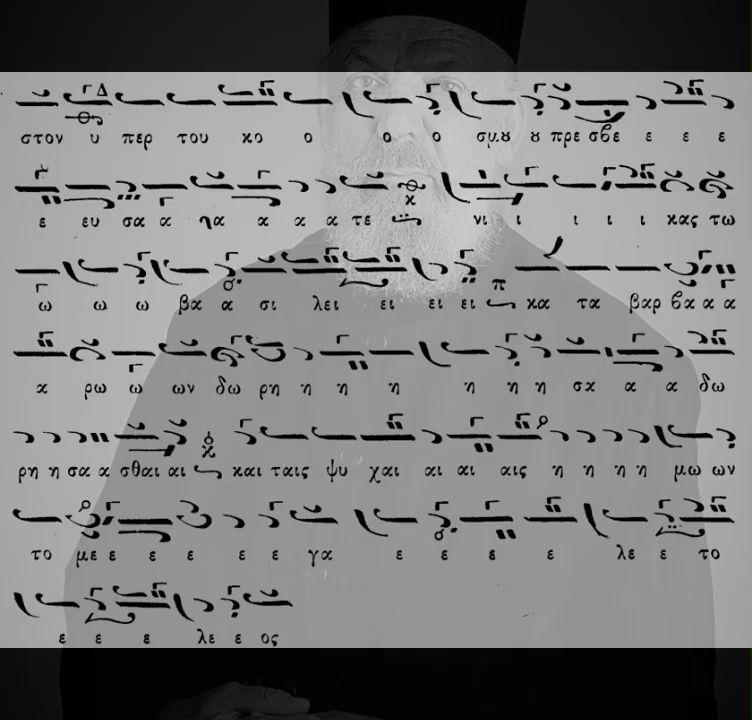 στον υ περ του κο ο ο ο συμȣ ȣ πρε σβε ε ε ε
ε ευ σα α ηα α α α τε νι ι ι ι ι κας τω
ω ω ω βα α σι λει ει ει ει κα τα βαρ βα α α
α ρω ω ων δω ρη η η η η η η σα α α δω
ρη η σα α σθαι αι και ταις ψυ χαι αι αι αις η η η η μω ων
το με ε ε ε ε ε γα ε ε ε ε λε ε το
ε ε ε λε ε ος